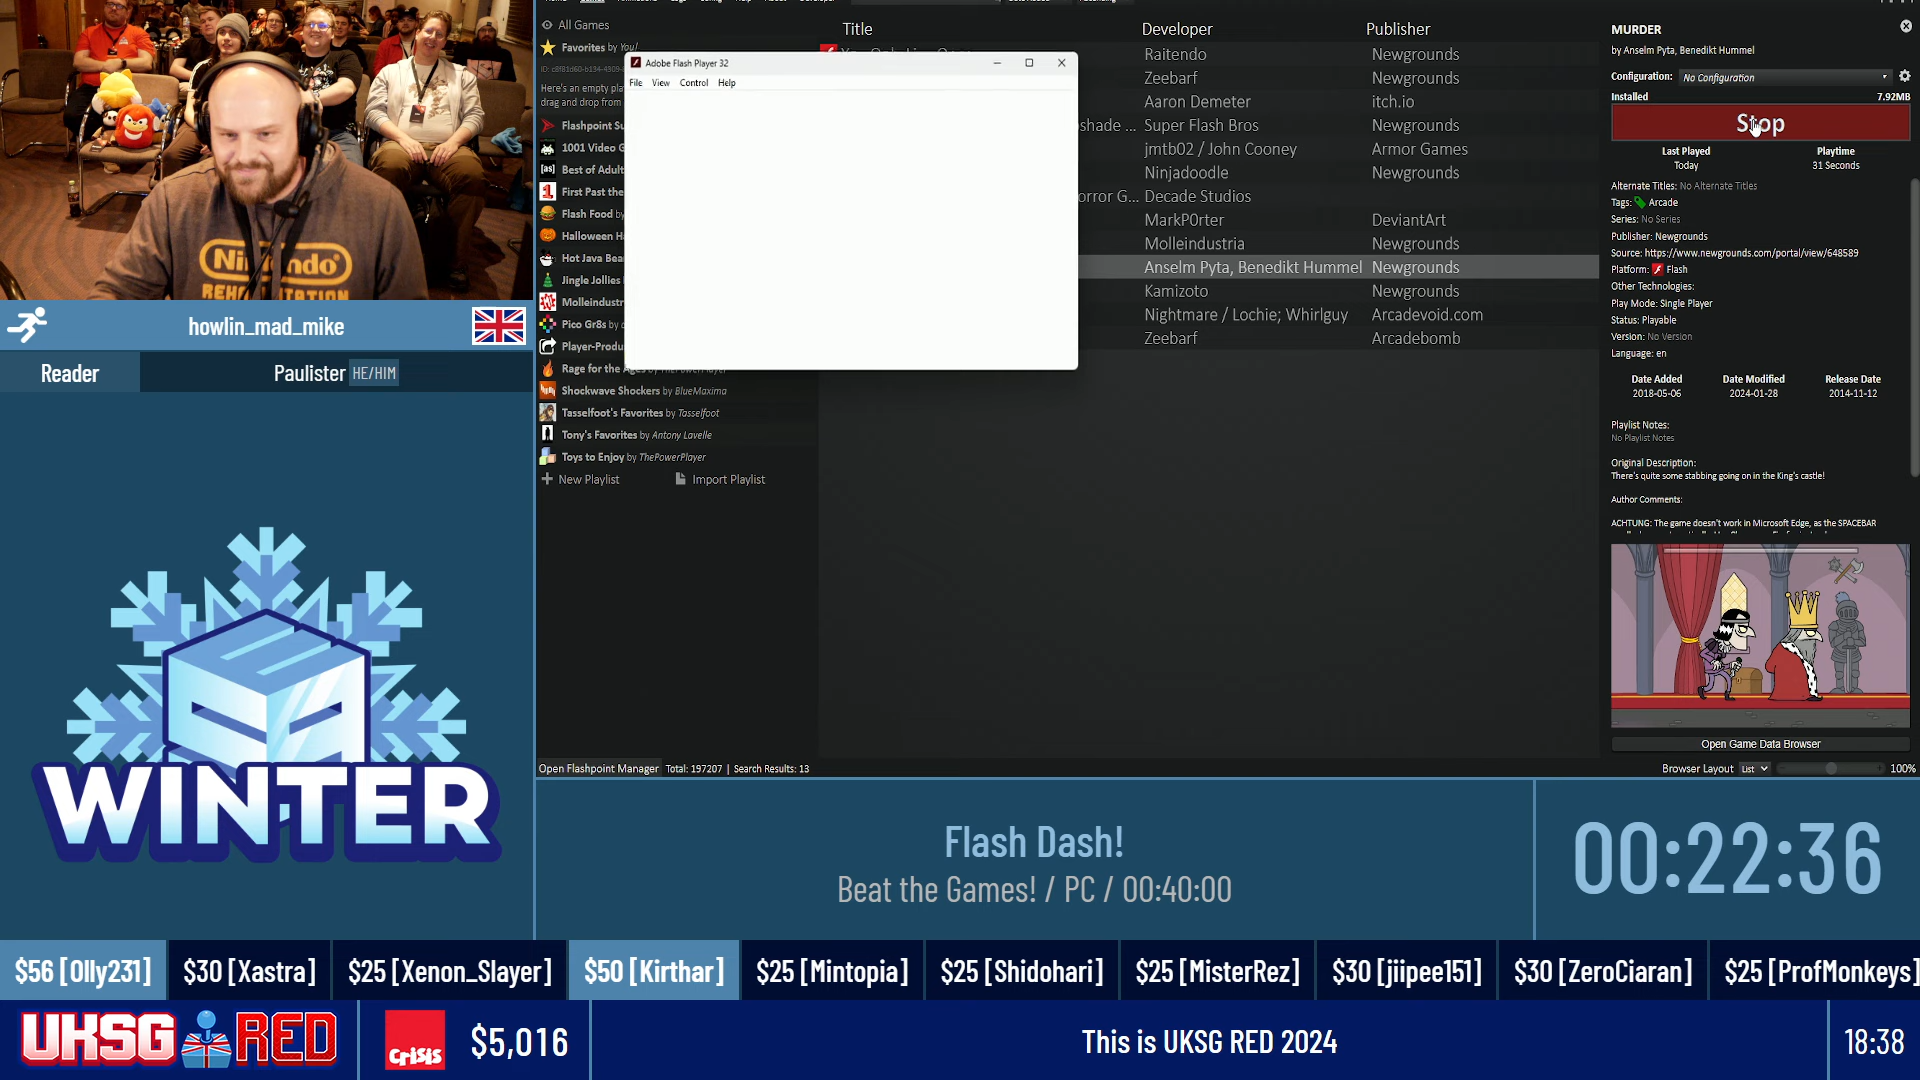 Nintendo
REHABILITATION
howlin_mad_mike
Reader
Paulister HE/HIM
WINTER
All Games
Favorites by You!
Here's an empty
drag and drop from
1001 Video
Best of Adult
First Past the
Flash Food by
Halloween
Hot Java
Jingle Jollies
Molleindustr
Pico Gr8s by
Player-Produ
Rage for the Ages by ThePowerPlayer
Shockwave Shockers by BlueMaxima
Tasselfoot's Favorites by Tasselfoot
Tony's Favorites by Antony Lavelle
Toys to Enjoy by ThePowerPlayer
New Playlist
Import Playlist
Adobe Flash Player 32
File View Control Help
Title Developer Publisher
Raitendo Newgrounds
Zeebarf Newgrounds
Aaron Demeter itch.io
shade ... Super Flash Bros Newgrounds
jmtb02 / John Cooney Armor Games
Ninjadoodle Newgrounds
orror G... Decade Studios
MarkP0rter DeviantArt
Molleindustria Newgrounds
Anselm Pyta, Benedikt Hummel Newgrounds
Kamizoto Newgrounds
Nightmare / Lochie; Whirlguy Arcadevoid.com
Zeebarf Arcadebomb
Open Flashpoint Manager Total: 197207 | Search Results: 13
MURDER
by Anselm Pyta, Benedikt Hummel
Configuration: No Configuration
Installed 7.92MB
Stop
Last Played Playtime
Today 31 Seconds
Alternate Titles: No Alternate Titles
Tags: Arcade
Series: No Series
Publisher: Newgrounds
Source: https://www.newgrounds.com/portal/view/648589
Platform: Flash
Other Technologies:
Play Mode: Single Player
Status: Playable
Version: No Version
Language: en
Date Added Date Modified Release Date
2018-05-06 2024-01-28 2014-11-12
Playlist Notes:
No Playlist Notes
Original Description:
There's quite some stabbing going on in the King's castle!
Author Comments:
ACHTUNG: The game doesn't work in Microsoft Edge, as the SPACEBAR
Open Game Data Browser
Browser Layout List 100%
Flash Dash!
Beat the Games! / PC / 00:40:00
00:22:36
$56 [Olly231] $30 [Xastra] $25 [Xenon_Slayer] $50 [Kirthar] $25 [Mintopia] $25 [Shidohari] $25 [MisterRez] $30 [jiipee151] $30 [ZeroCiaran] $25 [ProfMonkeys]
UKSG RED
Crisis
$5,016
This is UKSG RED 2024
18:38